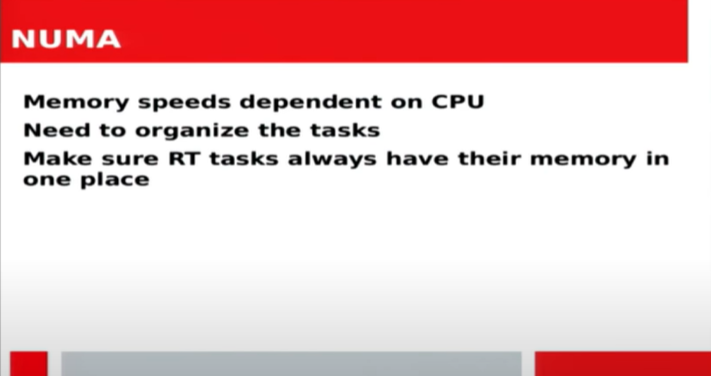 NUMA
Memory speeds dependent on CPU
Need to organize the tasks
Make sure RT tasks always have their memory in
one place